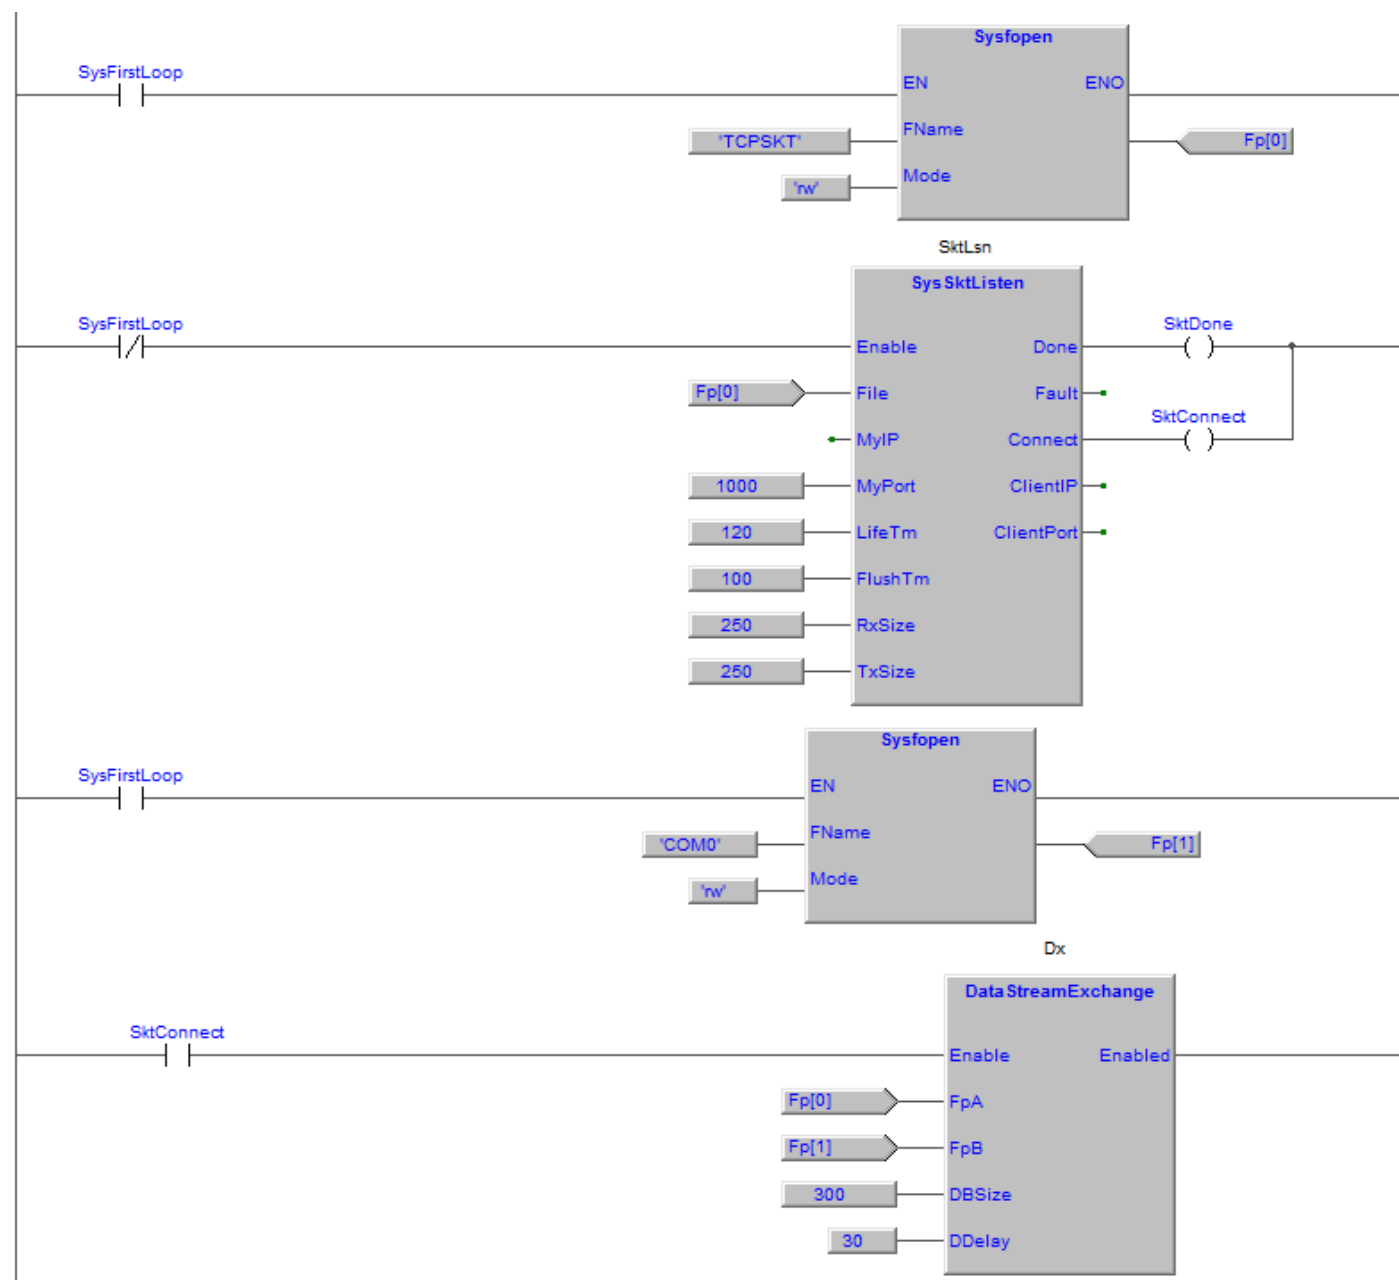 Sysfopen
SysFirstLoop
EN ENO
'TCPSKT' FName Fp[0]
'rw' Mode
SktLsn
SysSktListen
SysFirstLoop SktDone
Enable Done
Fp[0] File Fault
SktConnect
MyIP Connect
1000 MyPort ClientIP
120 LifeTm ClientPort
100 FlushTm
250 RxSize
250 TxSize
Sysfopen
SysFirstLoop
EN ENO
'COM0' FName Fp[1]
'rw' Mode
Dx
DataStreamExchange
SktConnect
Enable Enabled
Fp[0] FpA
Fp[1] FpB
300 DBSize
30 DDelay